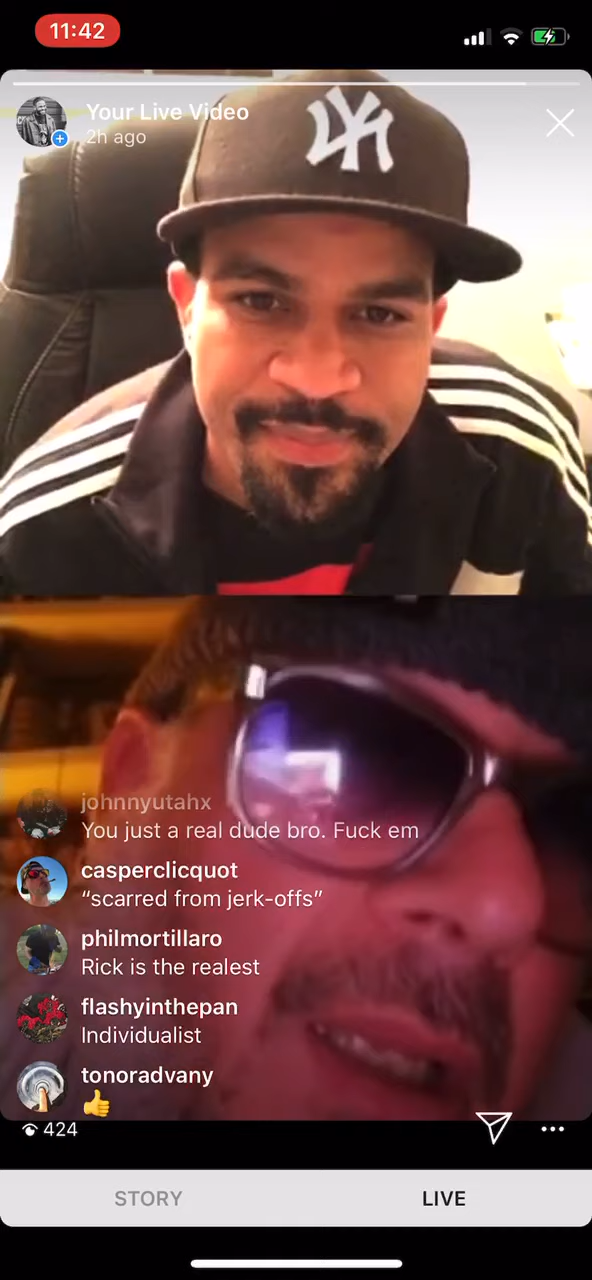 11:42
Your Live Video
2h ago
NY
johnnyutahx
You just a real dude bro. Fuck em
casperclicquot
“scarred from jerk-offs”
philmortillaro
Rick is the realest
flashyinthepan
Individualist
tonoradvany
👍
424
STORY
LIVE